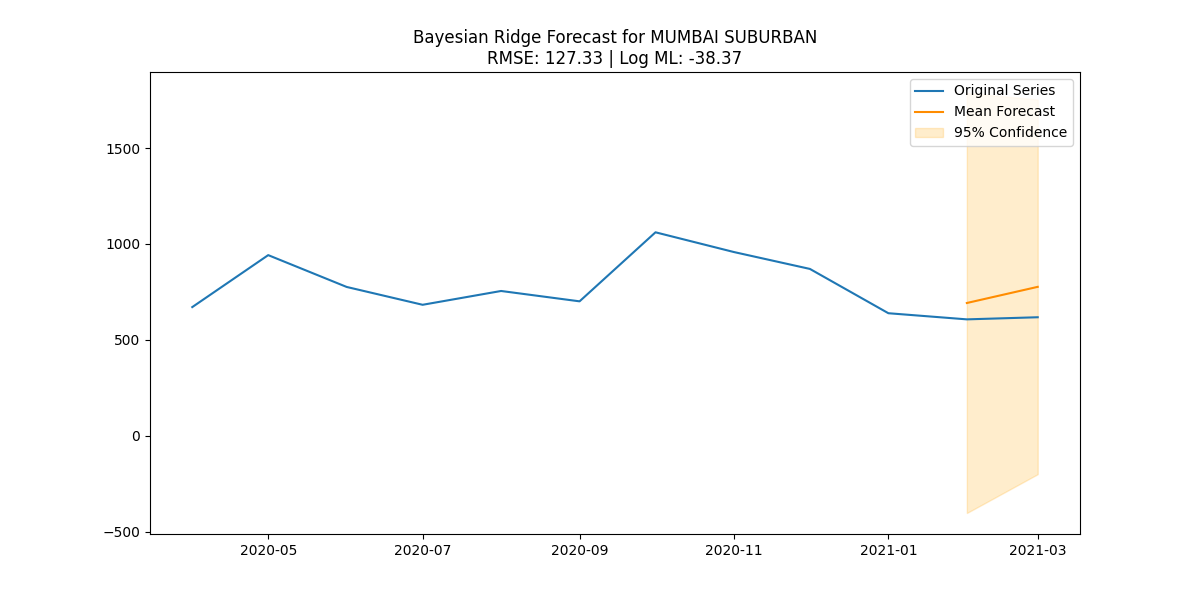 Bayesian Ridge Forecast for MUMBAI SUBURBAN
RMSE: 127.33 | Log ML: -38.37
Original Series
Mean Forecast
95% Confidence
1500
1000
500
0
−500
2020-05
2020-07
2020-09
2020-11
2021-01
2021-03